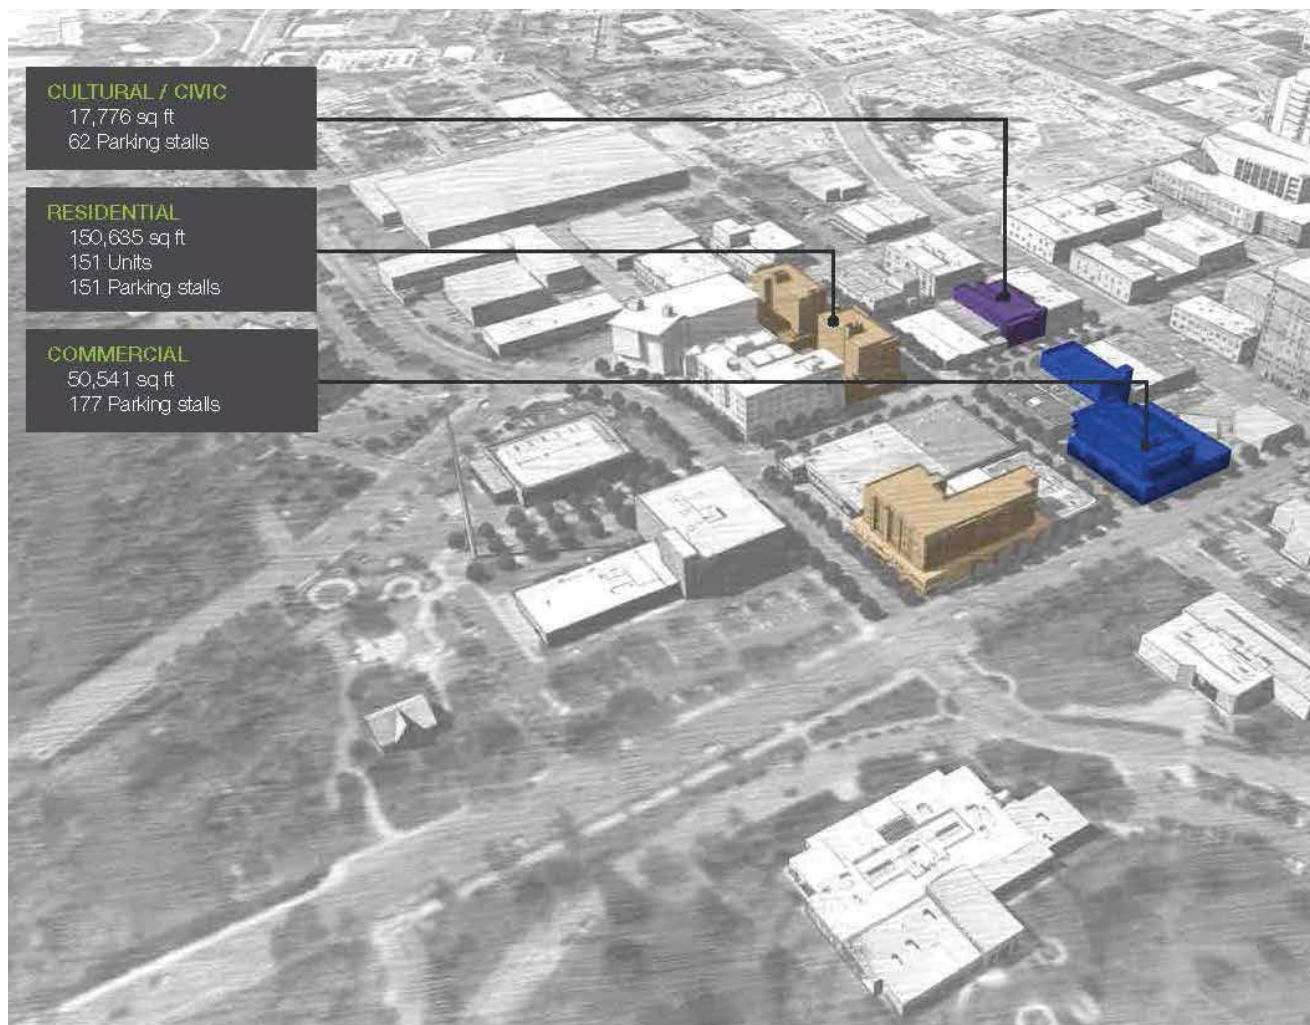 CULTURAL / CIVIC
17,776 sq ft
62 Parking stalls
RESIDENTIAL
150,635 sq ft
151 Units
151 Parking stalls
COMMERCIAL
50,541 sq ft
177 Parking stalls